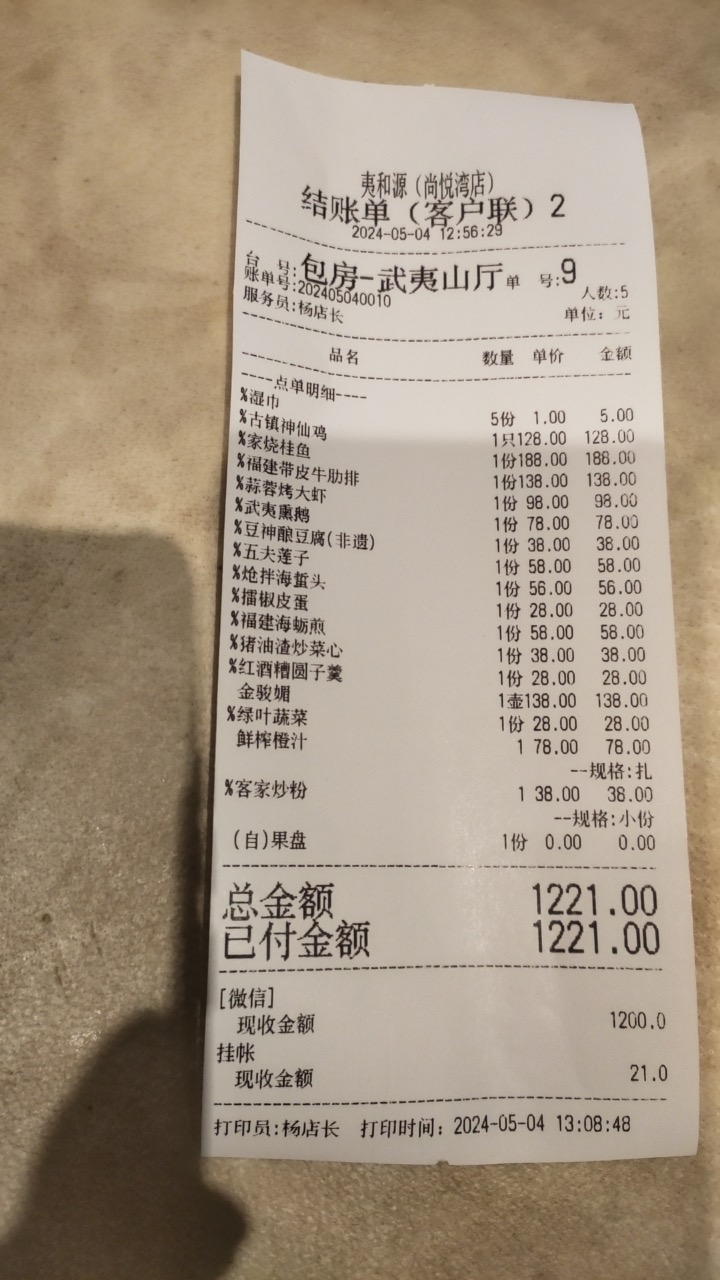 夷和源（尚悦湾店）
结账单（客户联）2
2024-05-04 12:56:29
台 号:包房-武夷山厅 单 号:9
账单号:202405040010 人数:5
服务员:杨店长 单位：元
品名 数量 单价 金额
-----点单明细-----
%湿巾 5份 1.00 5.00
%古镇神仙鸡 1只128.00 128.00
%家烧桂鱼 1份188.00 188.00
%福建带皮牛肋排 1份138.00 138.00
%蒜蓉烤大虾 1份 98.00 98.00
%武夷熏鹅 1份 78.00 78.00
%豆神酿豆腐(非遗) 1份 38.00 38.00
%五夫莲子 1份 58.00 58.00
%炝拌海蜇头 1份 56.00 56.00
%擂椒皮蛋 1份 28.00 28.00
%福建海蛎煎 1份 58.00 58.00
%猪油渣炒菜心 1份 38.00 38.00
%红酒糟圆子羹 1份 28.00 28.00
金骏媚 1壶138.00 138.00
%绿叶蔬菜 1份 28.00 28.00
鲜榨橙汁 1 78.00 78.00
--规格:扎
%客家炒粉 1 38.00 38.00
--规格:小份
(自)果盘 1份 0.00 0.00
总金额 1221.00
已付金额 1221.00
[微信]
现收金额 1200.0
挂帐
现收金额 21.0
打印员:杨店长 打印时间：2024-05-04 13:08:48